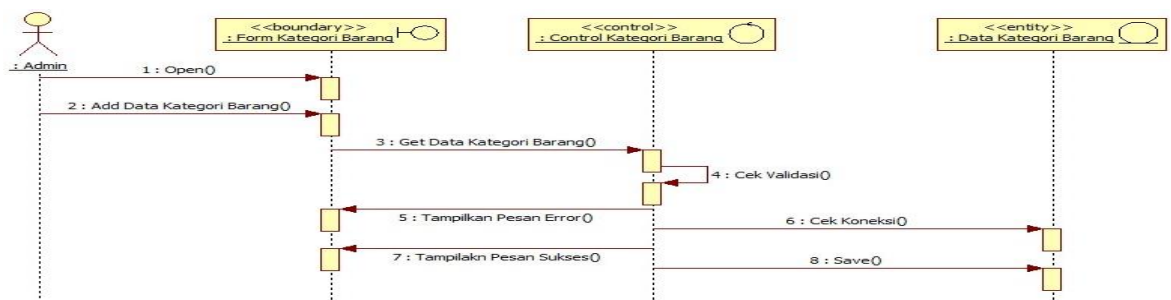 <<boundary>>
: Form Kategori Barang
<<control>>
: Control Kategori Barang
<<entity>>
: Data Kategori Barang
: Admin
1 : Open()
2 : Add Data Kategori Barang()
3 : Get Data Kategori Barang()
4 : Cek Validasi()
5 : Tampilkan Pesan Error()
6 : Cek Koneksi()
7 : Tampilakn Pesan Sukses()
8 : Save()